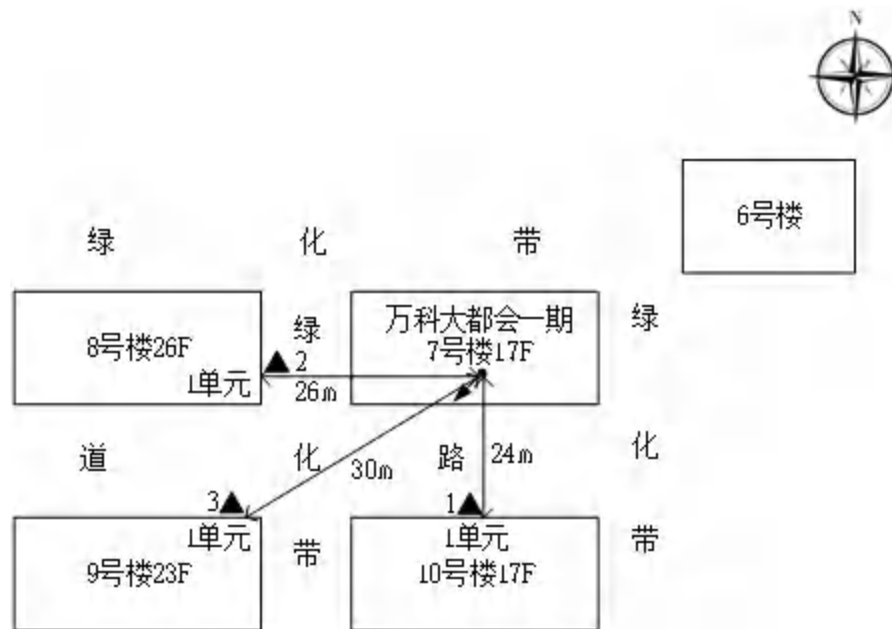 N
6号楼
绿 化 带
8号楼26F
1单元
绿
万科大都会一期
7号楼17F
绿
2
26m
道 化 路 化
30m
24m
3
1
1单元
9号楼23F
带
1单元
10号楼17F
带